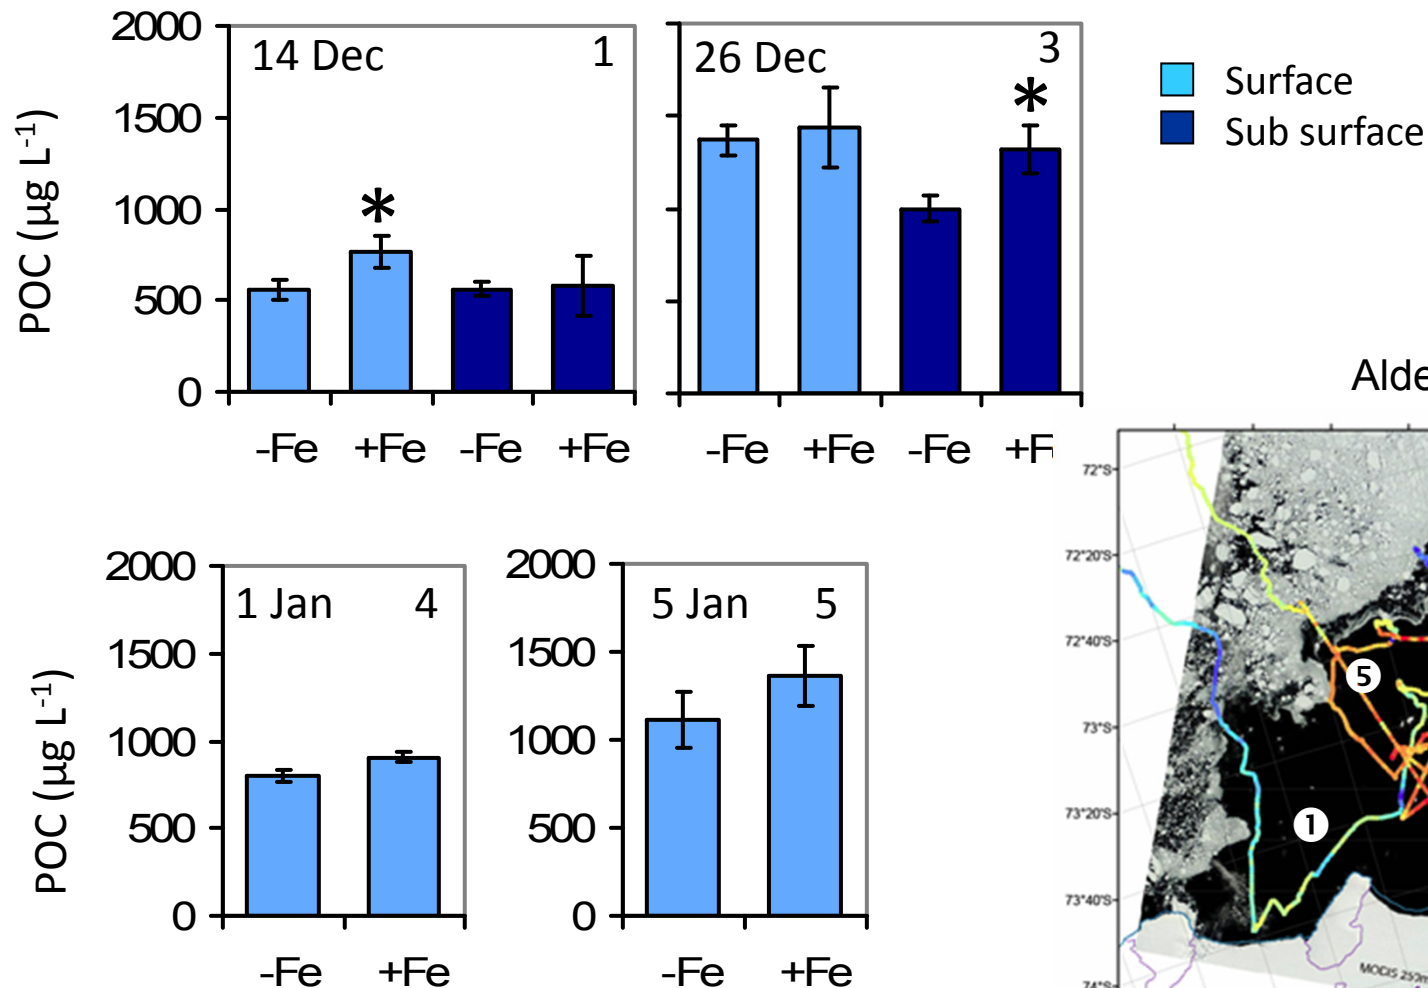 2000
1500
1000
500
0
POC (µg L-1)
14 Dec 1
-Fe +Fe -Fe +Fe
26 Dec 3
-Fe +Fe -Fe +F
*
*
Surface
Sub surface
Alde
2000
1500
1000
500
0
POC (µg L-1)
1 Jan 4
-Fe +Fe
2000
1500
1000
500
0
5 Jan 5
-Fe +Fe
72°S
72°20'S
72°40'S
73°S
73°20'S
73°40'S
74°S
5
1
MODIS 250m